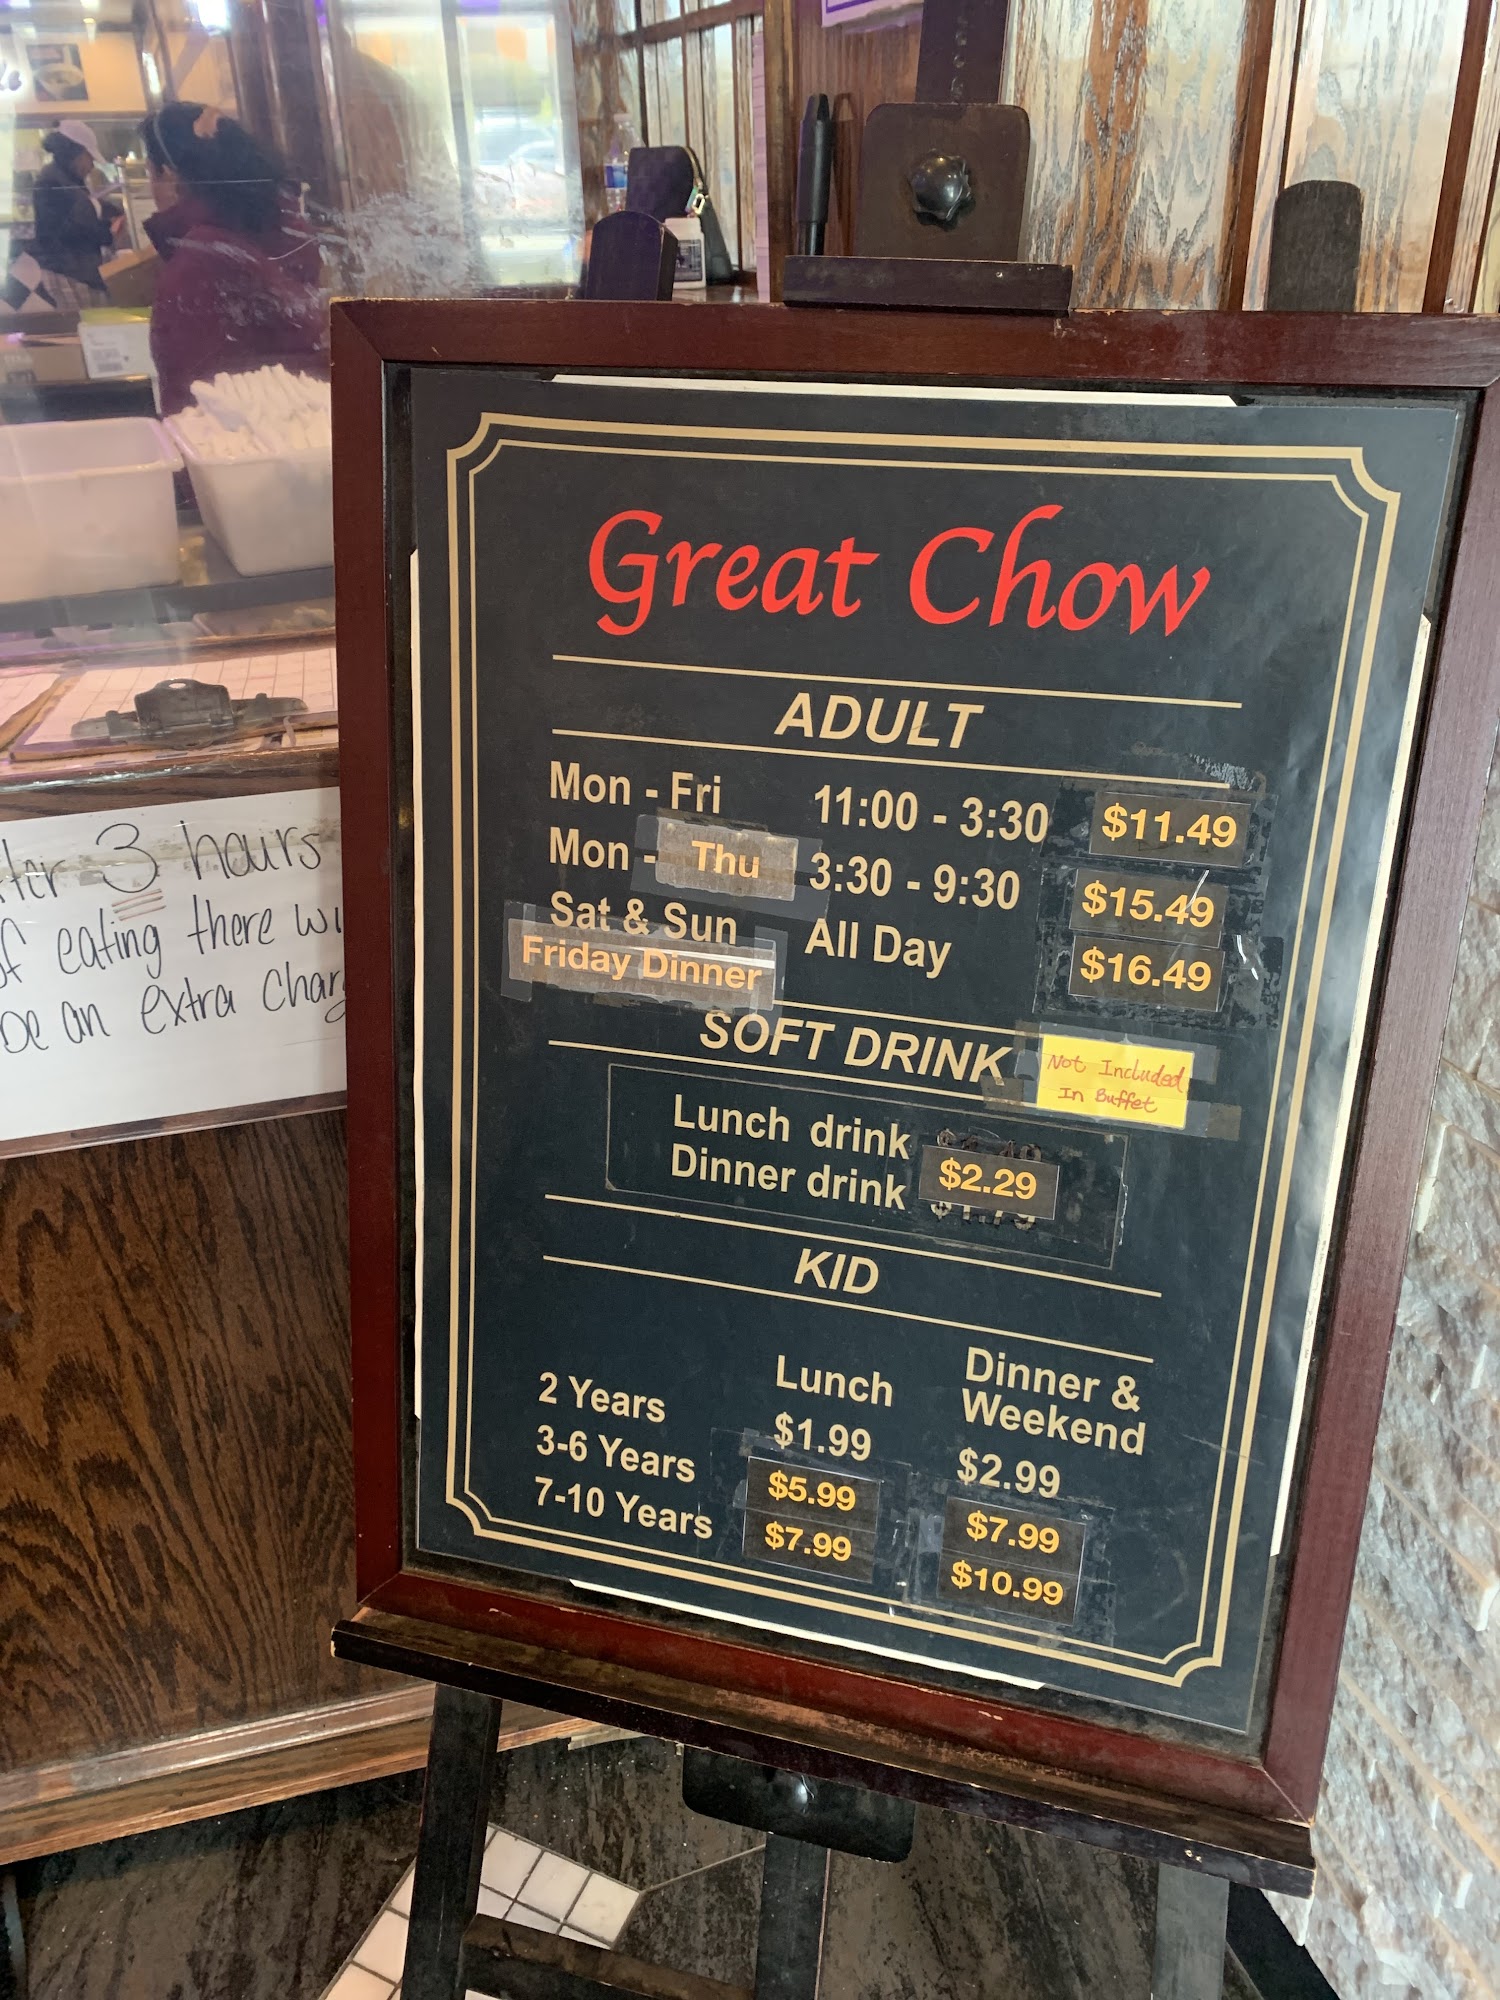 Great Chow
ADULT
Mon - Fri 11:00 - 3:30 $11.49
Mon - Thu 3:30 - 9:30 $15.49
Sat & Sun All Day $16.49
Friday Dinner
SOFT DRINK
Not Included
In Buffet
Lunch drink
Dinner drink $2.29
KID
Lunch Dinner &
Weekend
2 Years $1.99 $2.99
3-6 Years $5.99 $7.99
7-10 Years $7.99 $10.99
3 hours
of eating there
an extra